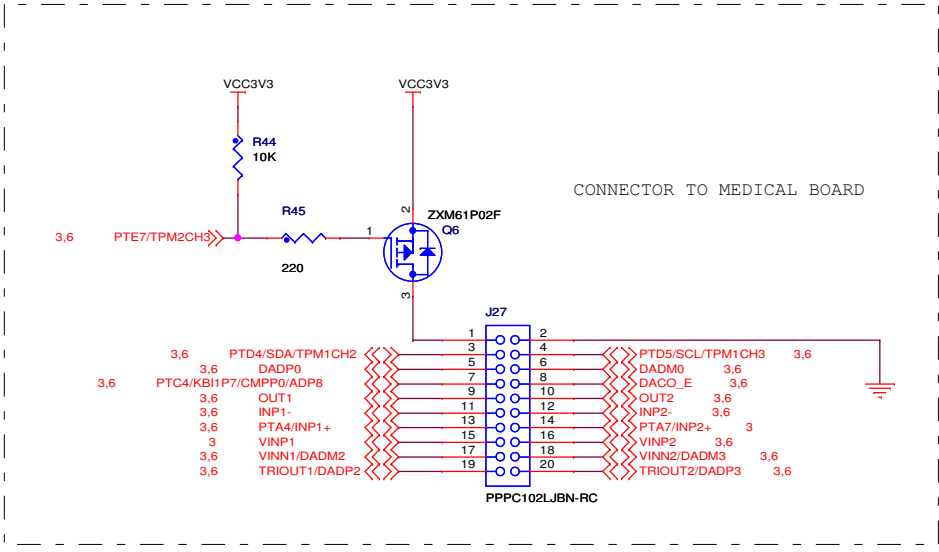 VCC3V3 VCC3V3
R44
10K
CONNECTOR TO MEDICAL BOARD
R45
2
ZXM61P02F
Q6
3,6 PTE7/TPM2CH3
1
220
3
J27
1 2
3,6 PTD4/SDA/TPM1CH2 3 4 PTD5/SCL/TPM1CH3 3,6
3,6 DADP0 5 6 DADM0 3,6
3,6 PTC4/KBI1P7/CMPP0/ADP8 7 8 DACO_E 3,6
3,6 OUT1 9 10 OUT2 3,6
3,6 INP1- 11 12 INP2- 3,6
3,6 PTA4/INP1+ 13 14 PTA7/INP2+ 3
3 VINP1 15 16 VINP2 3,6
3,6 VINN1/DADM2 17 18 VINN2/DADM3 3,6
3,6 TRIOUT1/DADP2 19 20 TRIOUT2/DADP3 3,6
PPPC102LJBN-RC